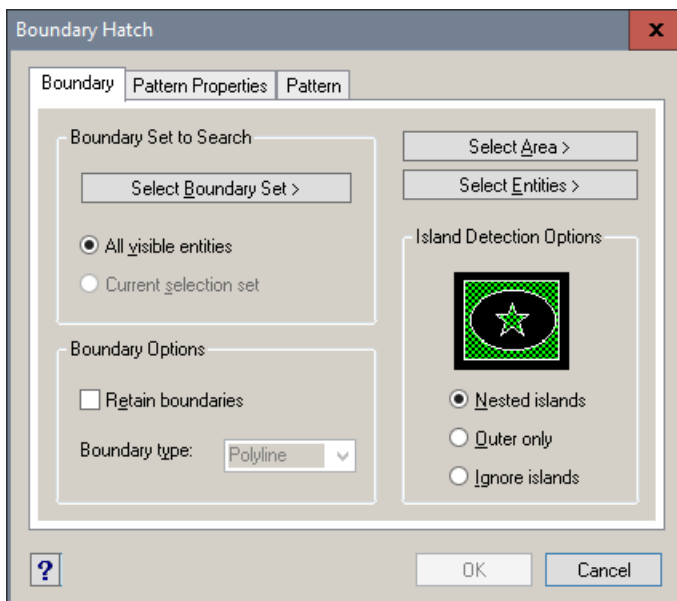 Boundary Hatch
x
Boundary Pattern Properties Pattern
Boundary Set to Search
Select Boundary Set >
All visible entities
Current selection set
Boundary Options
Retain boundaries
Boundary type: Polyline
Select Area >
Select Entities >
Island Detection Options
Nested islands
Outer only
Ignore islands
? OK Cancel